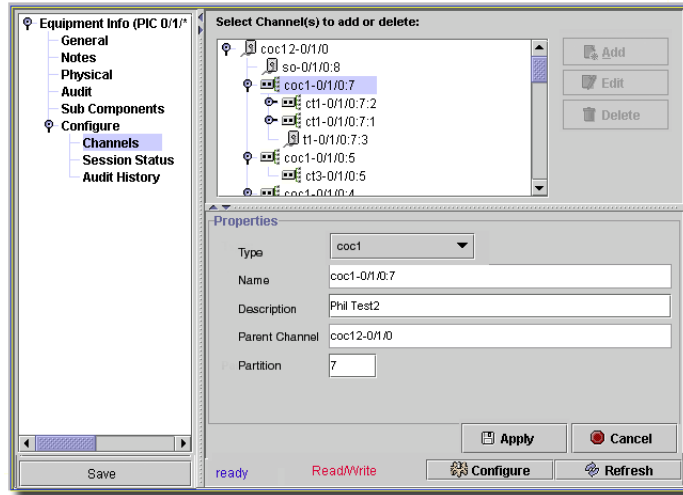 Equipment Info (PIC 0/1/*
General
Notes
Physical
Audit
Sub Components
Configure
Channels
Session Status
Audit History
Save
Select Channel(s) to add or delete:
coc12-0/1/0
so-0/1/0:8
coc1-0/1/0:7
ct1-0/1/0:7:2
ct1-0/1/0:7:1
t1-0/1/0:7:3
coc1-0/1/0:5
ct3-0/1/0:5
coc1-0/1/0:4
Add
Edit
Delete
Properties
Type coc1
Name coc1-0/1/0:7
Description Phil Test2
Parent Channel coc12-0/1/0
Partition 7
Apply Cancel
ready Read/Write Configure Refresh